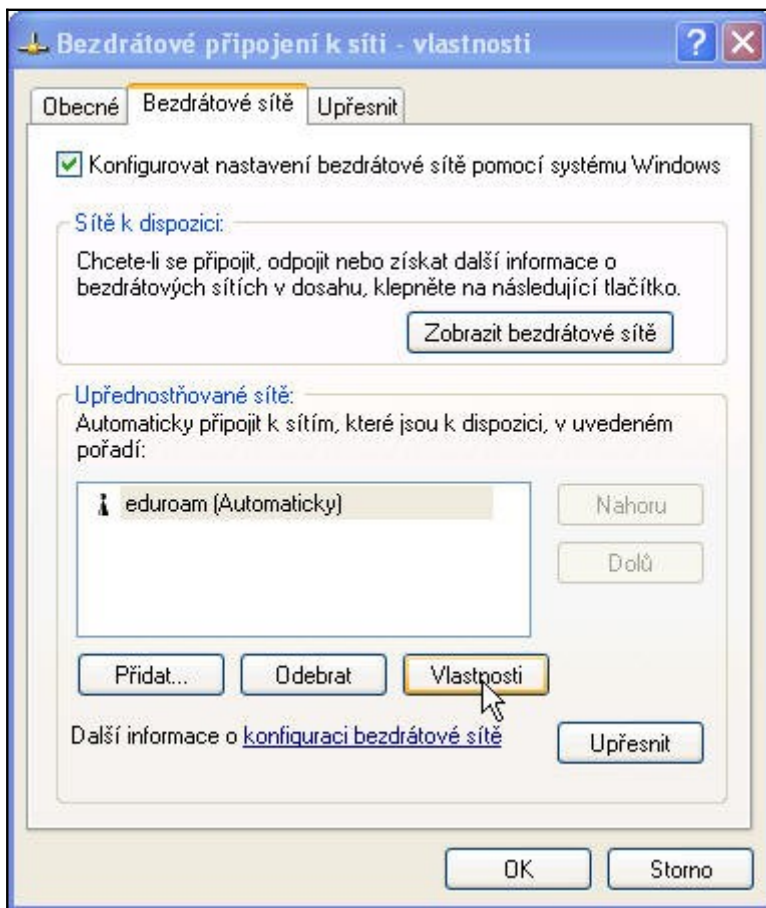 Bezdrátové připojení k síti - vlastnosti
Obecné Bezdrátové sítě Upřesnit
Konfigurovat nastavení bezdrátové sítě pomocí systému Windows
Sítě k dispozici:
Chcete-li se připojit, odpojit nebo získat další informace o
bezdrátových sítích v dosahu, klepněte na následující tlačítko.
Zobrazit bezdrátové sítě
Upřednostňované sítě:
Automaticky připojit k sítím, které jsou k dispozici, v uvedeném
pořadí:
eduroam (Automaticky)
Nahoru
Dolů
Přidat... Odebrat Vlastnosti
Další informace o konfiguraci bezdrátové sítě
Upřesnit
OK Storno